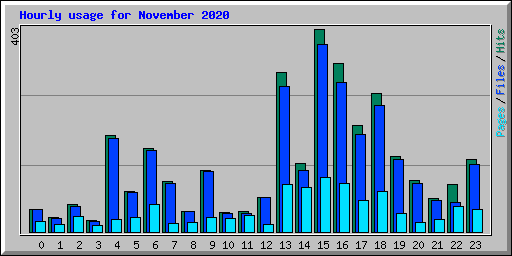 Hourly usage for November 2020
403
Pages/Files/Hits
0 1 2 3 4 5 6 7 8 9 10 11 12 13 14 15 16 17 18 19 20 21 22 23